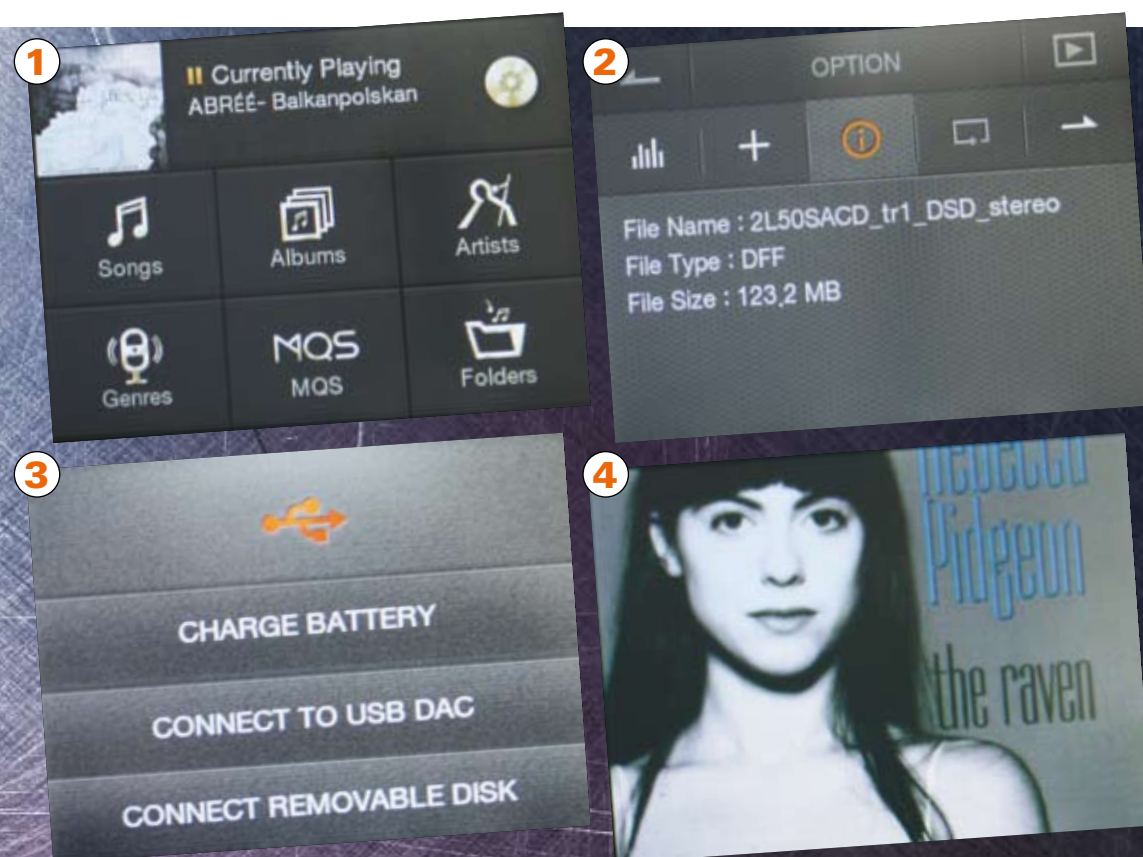 1
Currently Playing
ABRÉÉ- Balkanpolskan
Songs
Albums
Artists
Genres
MQS
MQS
Folders
2
OPTION
File Name : 2L50SACD_tr1_DSD_stereo
File Type : DFF
File Size : 123,2 MB
3
CHARGE BATTERY
CONNECT TO USB DAC
CONNECT REMOVABLE DISK
4
Rebecca
Pidgeon
the raven